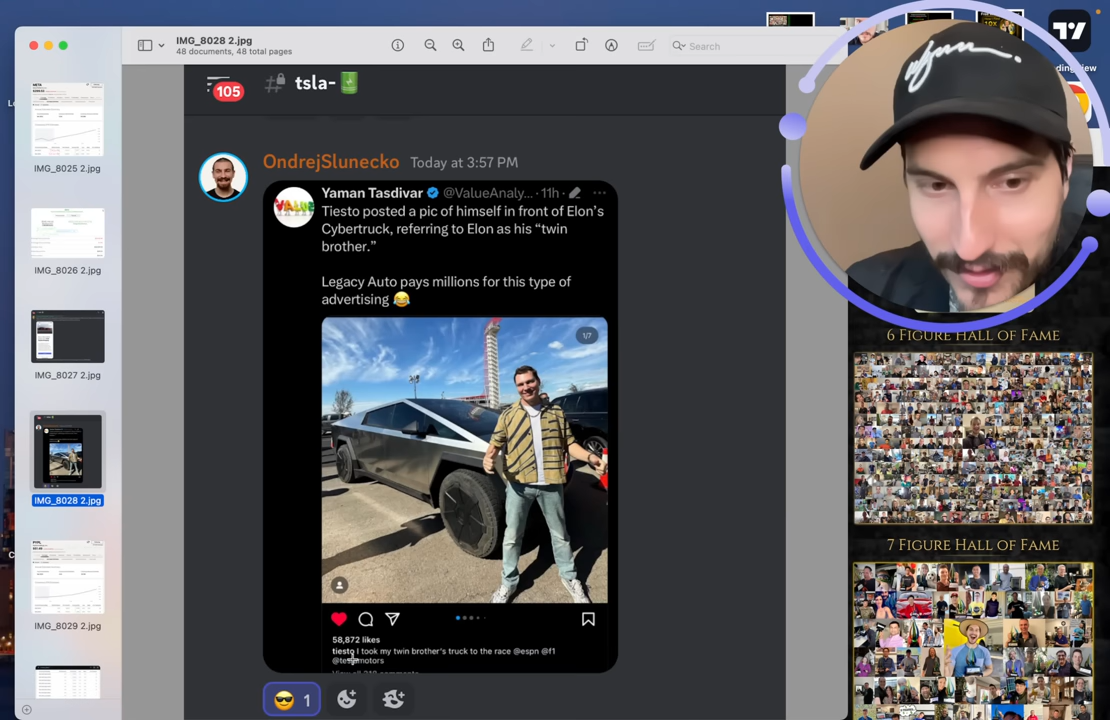 IMG_8028 2.jpg
48 documents, 48 total pages
Search
IMG_8025 2.jpg
IMG_8026 2.jpg
IMG_8027 2.jpg
IMG_8028 2.jpg
IMG_8029 2.jpg
105
tsla-
OndrejSlunecko Today at 3:57 PM
Yaman Tasdivar @ValueAnaly... · 11h ·
Tiesto posted a pic of himself in front of Elon's
Cybertruck, referring to Elon as his “twin
brother.”
Legacy Auto pays millions for this type of
advertising 😂
1/7
58,872 likes
tiesto I took my twin brother's truck to the race @espn @f1
1
6 Figure Hall of Fame
7 Figure Hall of Fame